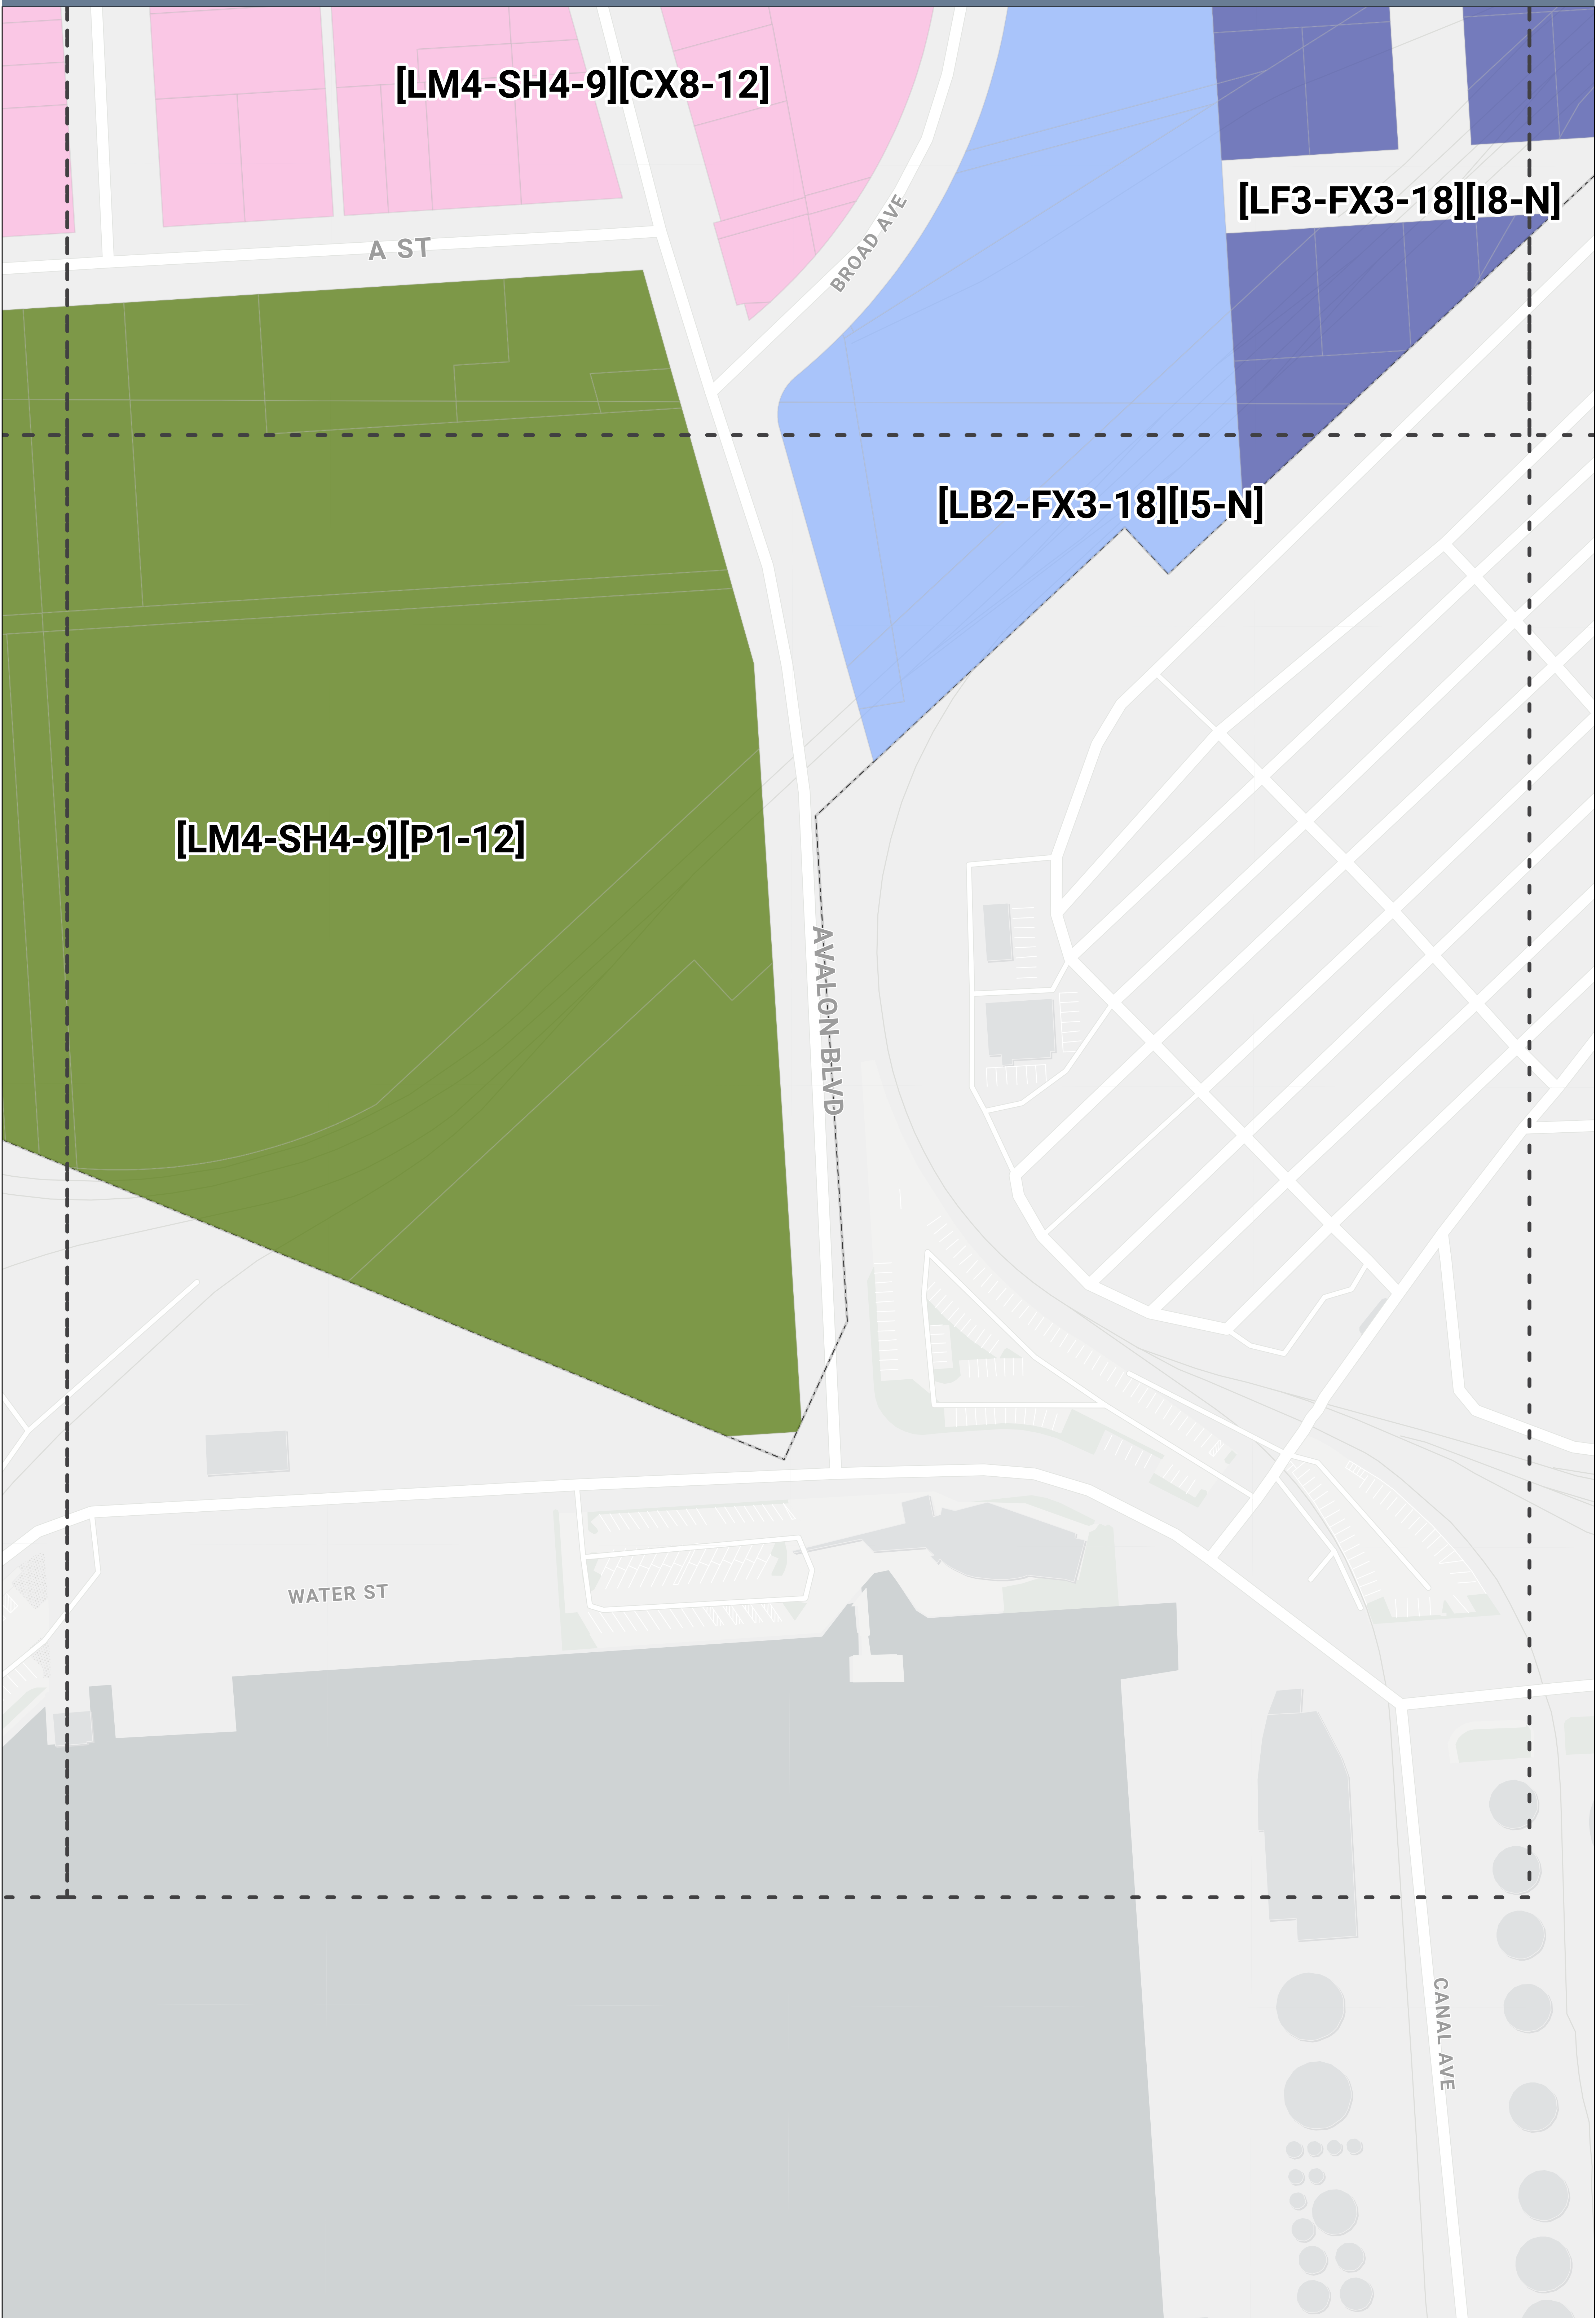 [LM4-SH4-9][CX8-12]
[LF3-FX3-18][I8-N]
BROAD AVE
A ST
[LB2-FX3-18][I5-N]
[LM4-SH4-9][P1-12]
AVALON BLVD
WATER ST
CANAL AVE